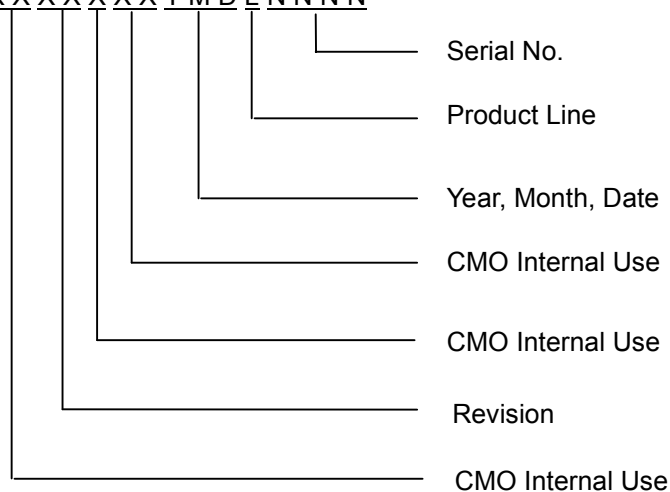 X X X X X X X Y M D L N N N N
Serial No.
Product Line
Year, Month, Date
CMO Internal Use
CMO Internal Use
Revision
CMO Internal Use